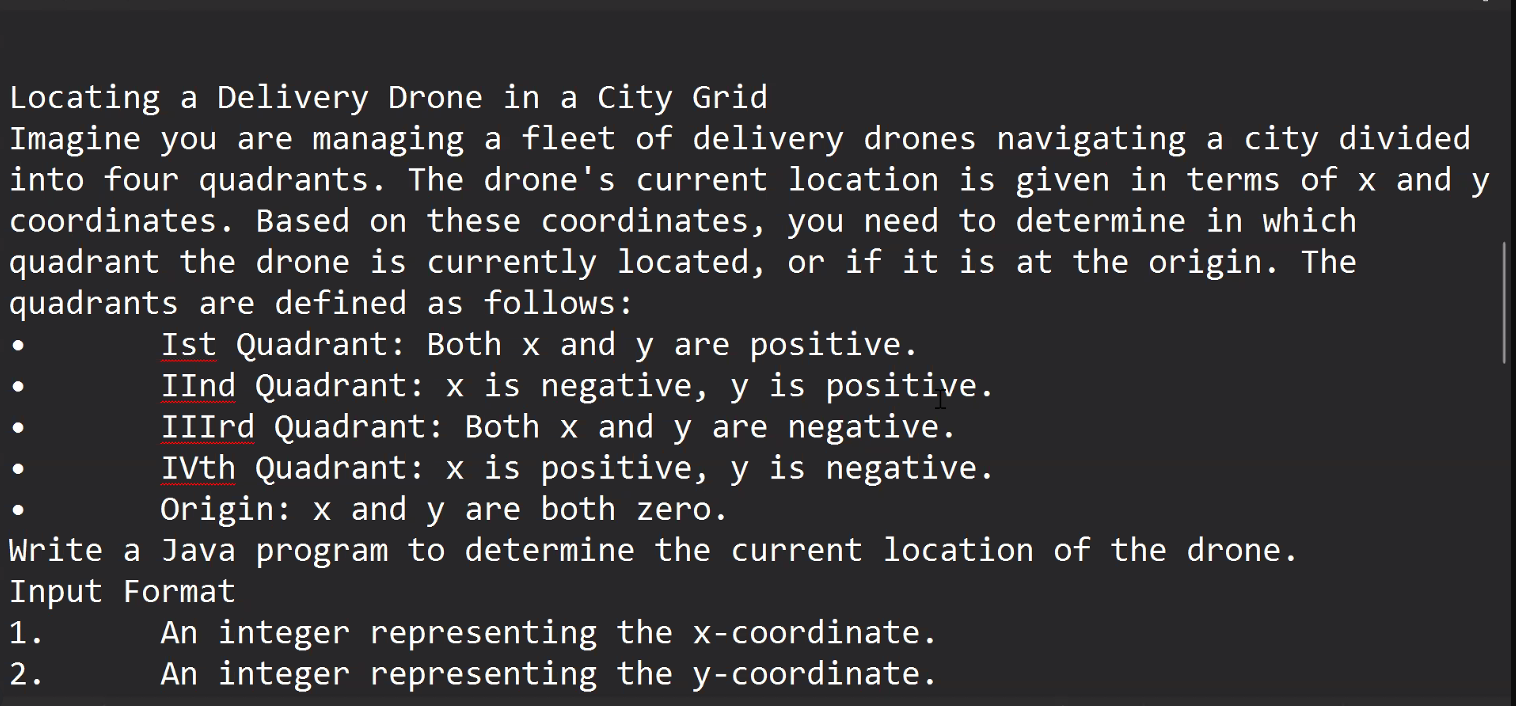 Locating a Delivery Drone in a City Grid
Imagine you are managing a fleet of delivery drones navigating a city divided
into four quadrants. The drone's current location is given in terms of x and y
coordinates. Based on these coordinates, you need to determine in which
quadrant the drone is currently located, or if it is at the origin. The
quadrants are defined as follows:
• Ist Quadrant: Both x and y are positive.
• IInd Quadrant: x is negative, y is positive.
• IIIrd Quadrant: Both x and y are negative.
• IVth Quadrant: x is positive, y is negative.
• Origin: x and y are both zero.
Write a Java program to determine the current location of the drone.
Input Format
1. An integer representing the x-coordinate.
2. An integer representing the y-coordinate.